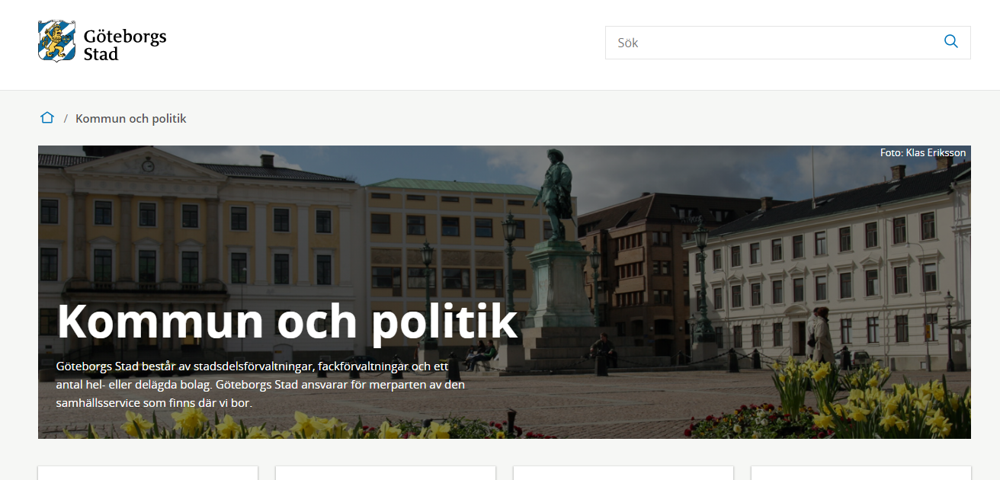 Göteborgs
Stad
Sök
/ Kommun och politik
Foto: Klas Eriksson
Kommun och politik
Göteborgs Stad består av stadsdelsförvaltningar, fackförvaltningar och ett
antal hel- eller delägda bolag. Göteborgs Stad ansvarar för merparten av den
samhällsservice som finns där vi bor.